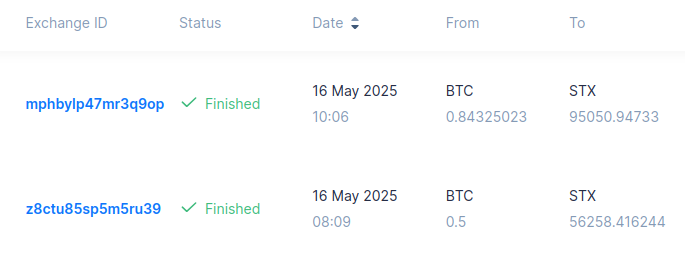 Exchange ID Status Date From To
16 May 2025 BTC STX
mphbylp47mr3q9op Finished
10:06 0.84325023 95050.94733
16 May 2025 BTC STX
z8ctu85sp5m5ru39 Finished
08:09 0.5 56258.416244